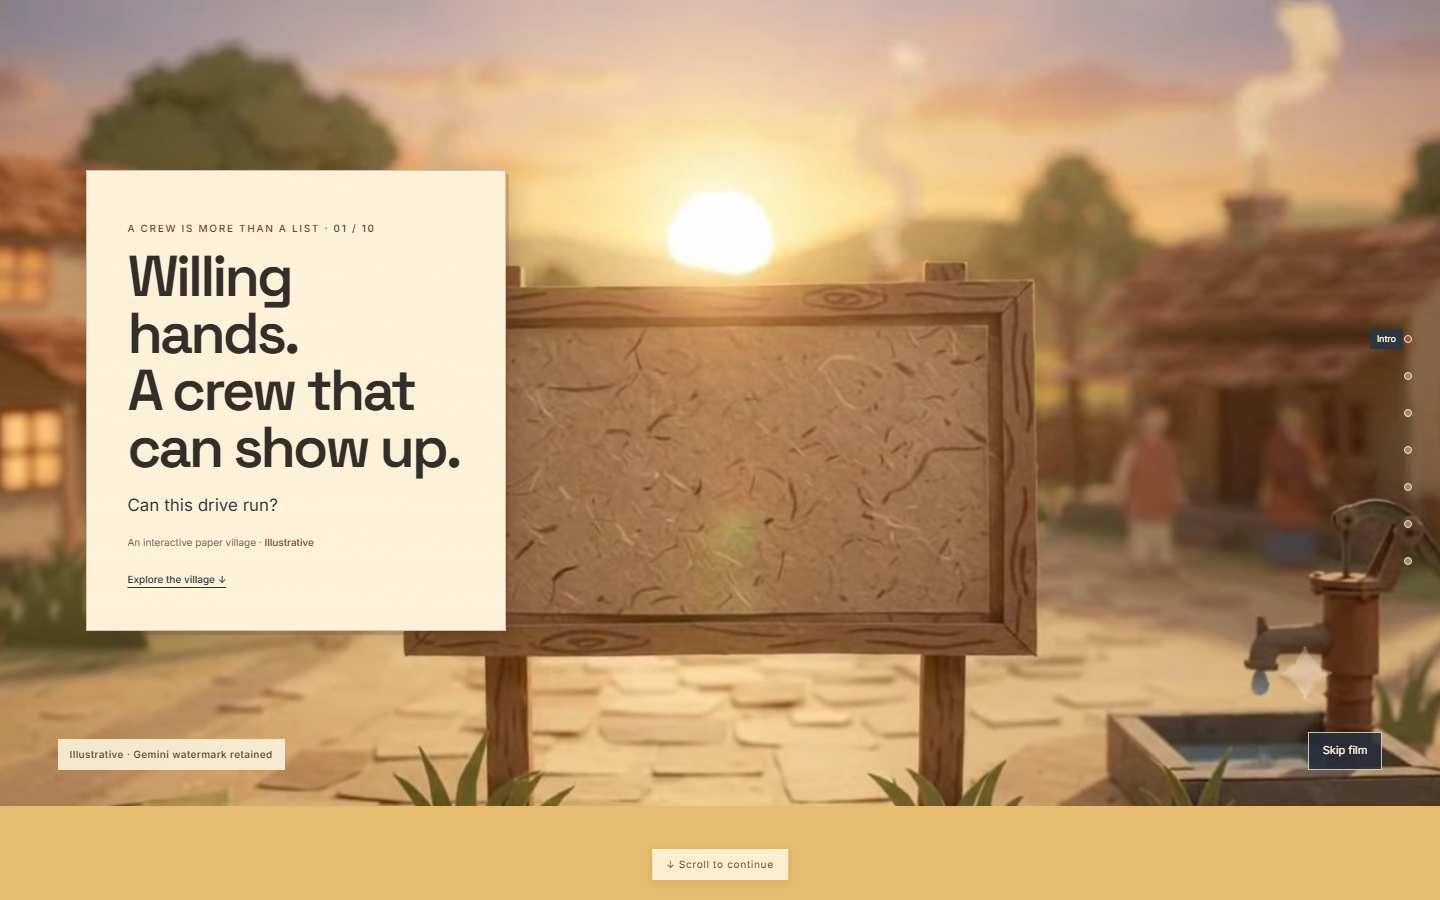 A CREW IS MORE THAN A LIST · 01 / 10
Willing
hands.
A crew that
can show up.
Can this drive run?
An interactive paper village · Illustrative
Explore the village ↓
Intro
Illustrative · Gemini watermark retained
Skip film
↓ Scroll to continue